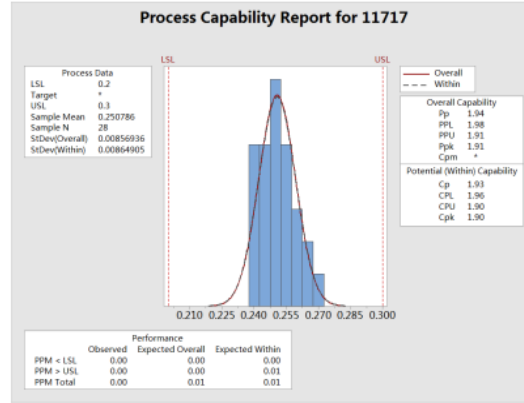 Process Capability Report for 11717
LSL
USL
Process Data
LSL 0.2
Target *
USL 0.3
Sample Mean 0.250786
Sample N 28
StDev(Overall) 0.00856936
StDev(Within) 0.00864905
Overall
Within
Overall Capability
Pp 1.94
PPL 1.98
PPU 1.91
Ppk 1.91
Cpm *
Potential (Within) Capability
Cp 1.93
CPL 1.96
CPU 1.90
Cpk 1.90
0.210 0.225 0.240 0.255 0.270 0.285 0.300
Performance
Observed Expected Overall Expected Within
PPM < LSL 0.00 0.00 0.00
PPM > USL 0.00 0.00 0.01
PPM Total 0.00 0.01 0.01